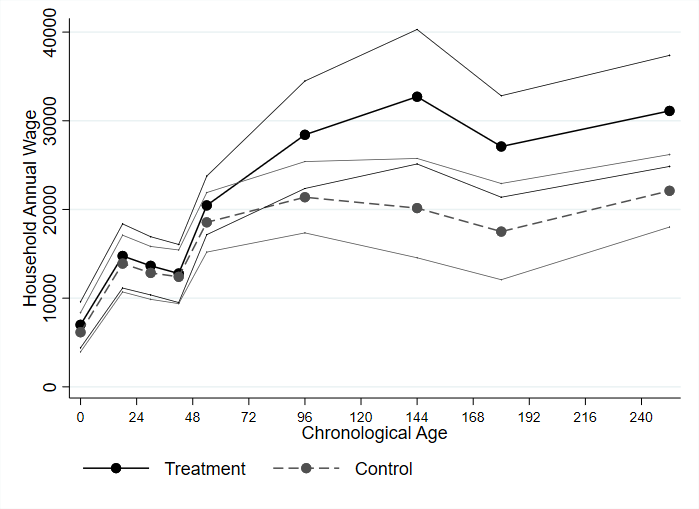 Household Annual Wage
40000
30000
20000
10000
0
0 24 48 72 96 120 144 168 192 216 240
Chronological Age
Treatment Control